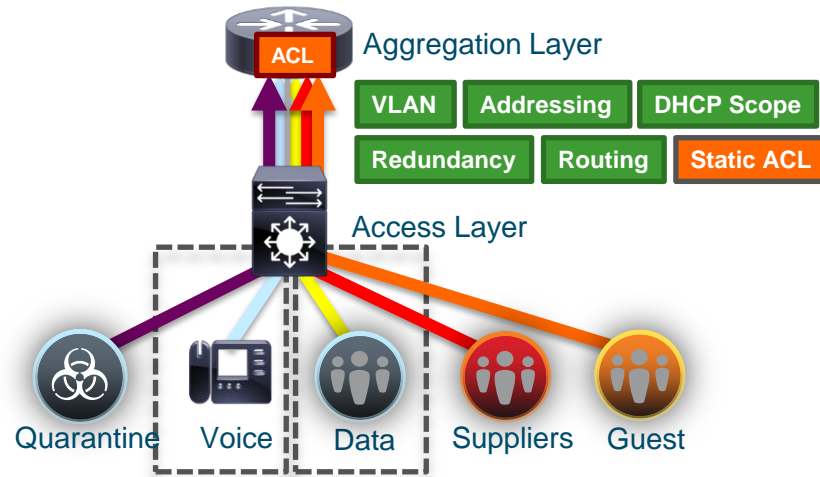 Aggregation Layer
ACL
VLAN Addressing DHCP Scope
Redundancy Routing Static ACL
Access Layer
Quarantine Voice Data Suppliers Guest